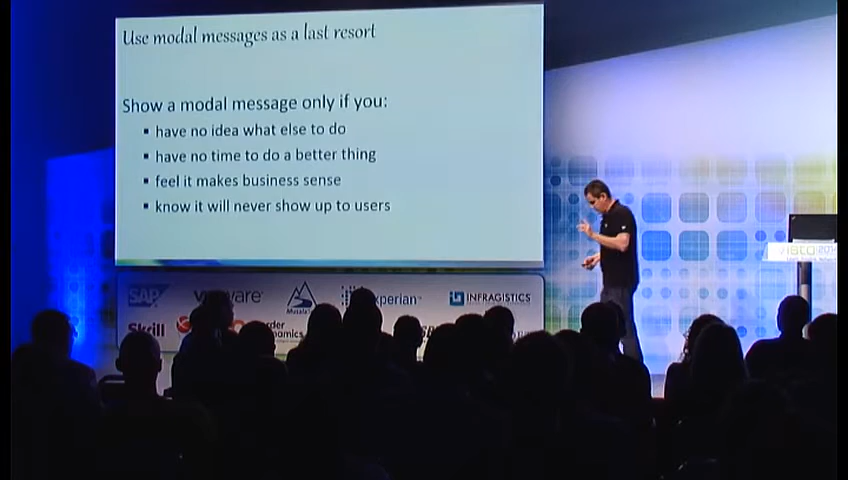 Use modal messages as a last resort
Show a modal message only if you:
▪ have no idea what else to do
▪ have no time to do a better thing
▪ feel it makes business sense
▪ know it will never show up to users
SAP
INFRAGISTICS
Skrill